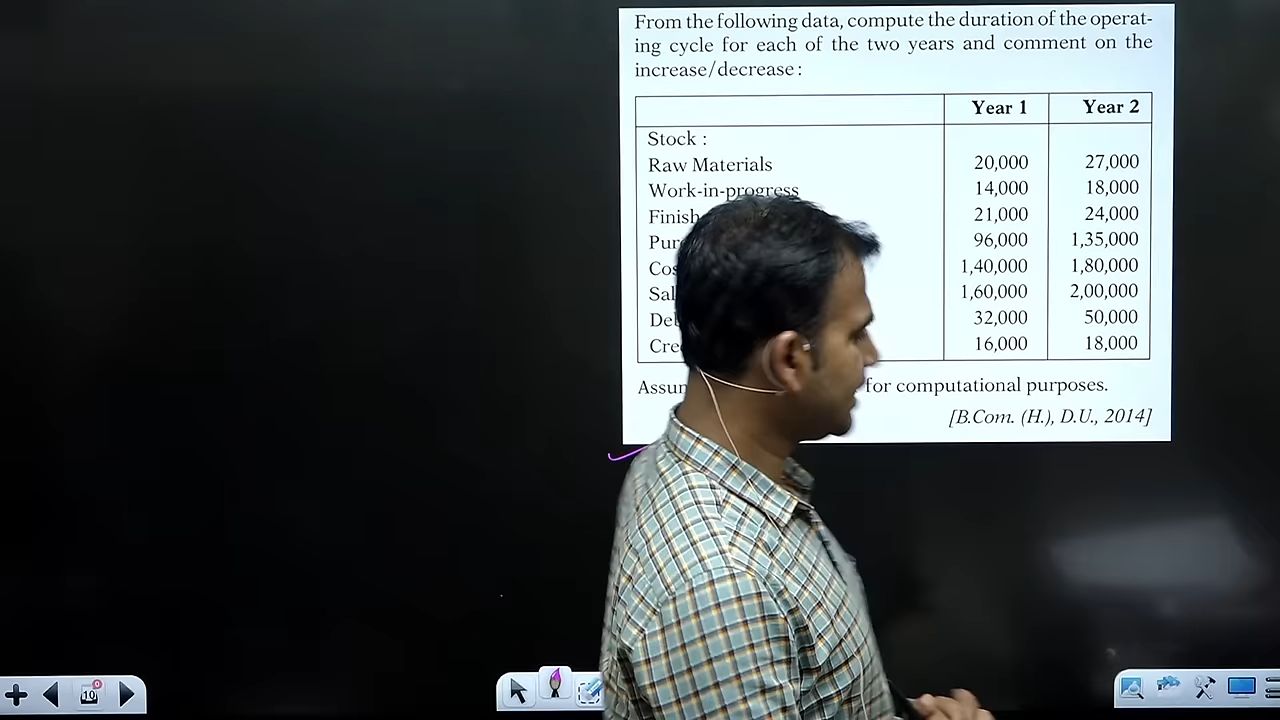 From the following data, compute the duration of the operat-
ing cycle for each of the two years and comment on the
increase/decrease :
Year 1 Year 2
Stock :
Raw Materials 20,000 27,000
Work-in-progress 14,000 18,000
21,000 24,000
96,000 1,35,000
1,40,000 1,80,000
1,60,000 2,00,000
32,000 50,000
16,000 18,000
for computational purposes.
[B.Com. (H.), D.U., 2014]
10